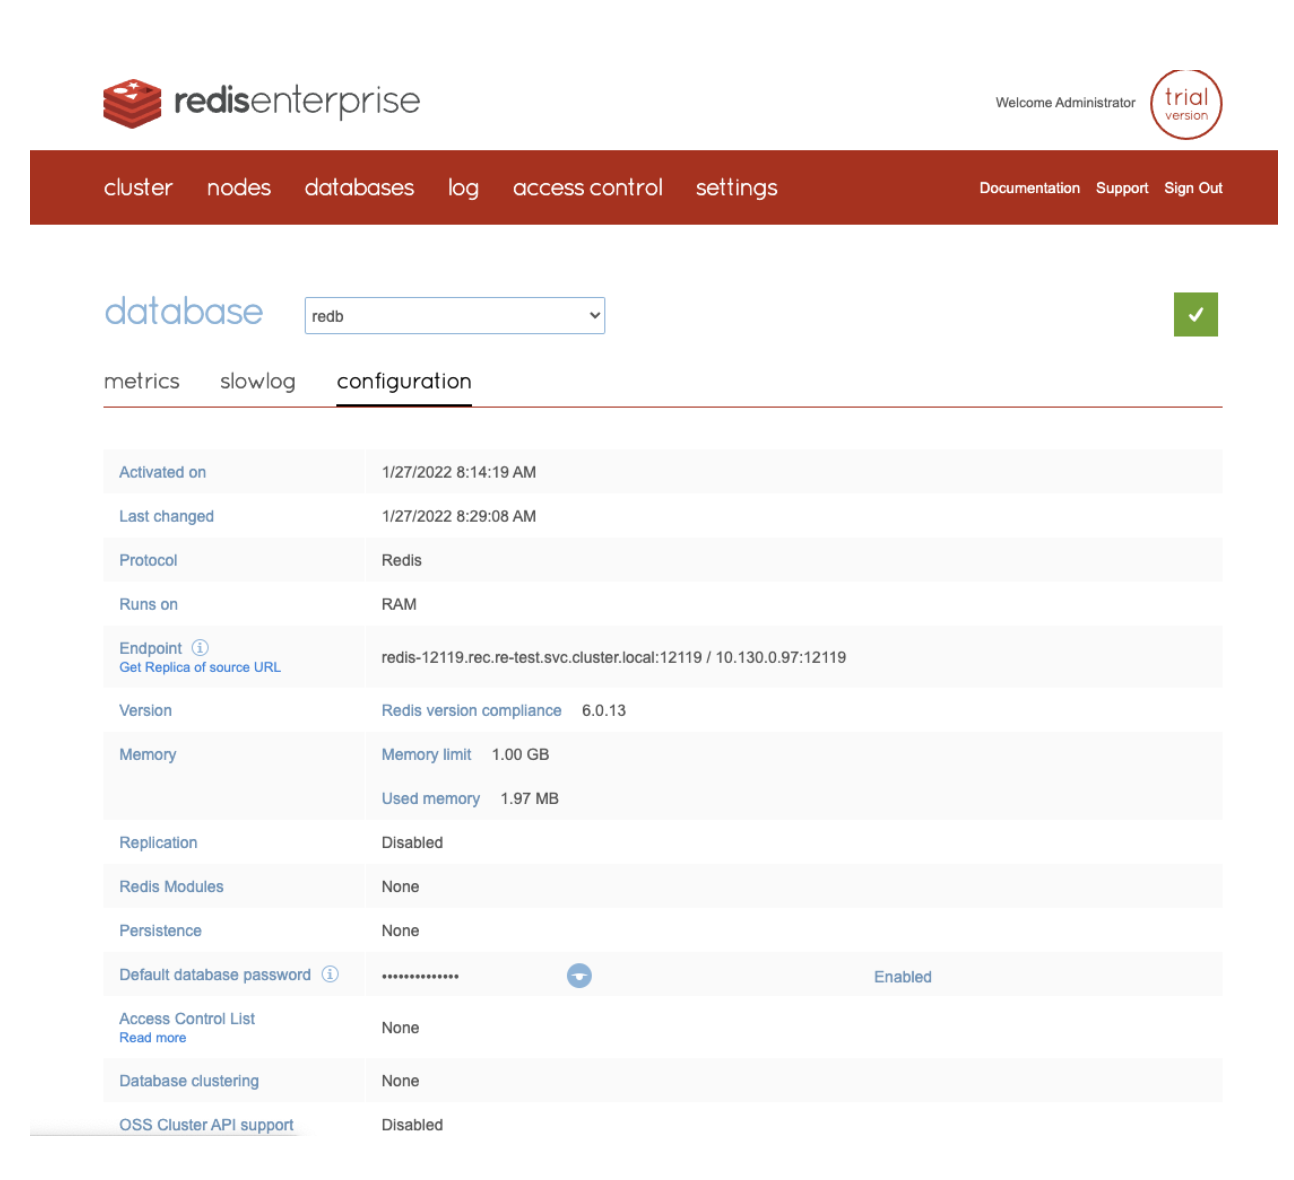 redisenterprise
Welcome Administrator
trial
version
cluster nodes databases log access control settings Documentation Support Sign Out
database redb
metrics slowlog configuration
Activated on 1/27/2022 8:14:19 AM
Last changed 1/27/2022 8:29:08 AM
Protocol Redis
Runs on RAM
Endpoint
Get Replica of source URL
redis-12119.rec.re-test.svc.cluster.local:12119 / 10.130.0.97:12119
Version Redis version compliance 6.0.13
Memory Memory limit 1.00 GB
Used memory 1.97 MB
Replication Disabled
Redis Modules None
Persistence None
Default database password •••••••••••••• Enabled
Access Control List
Read more
None
Database clustering None
OSS Cluster API support Disabled